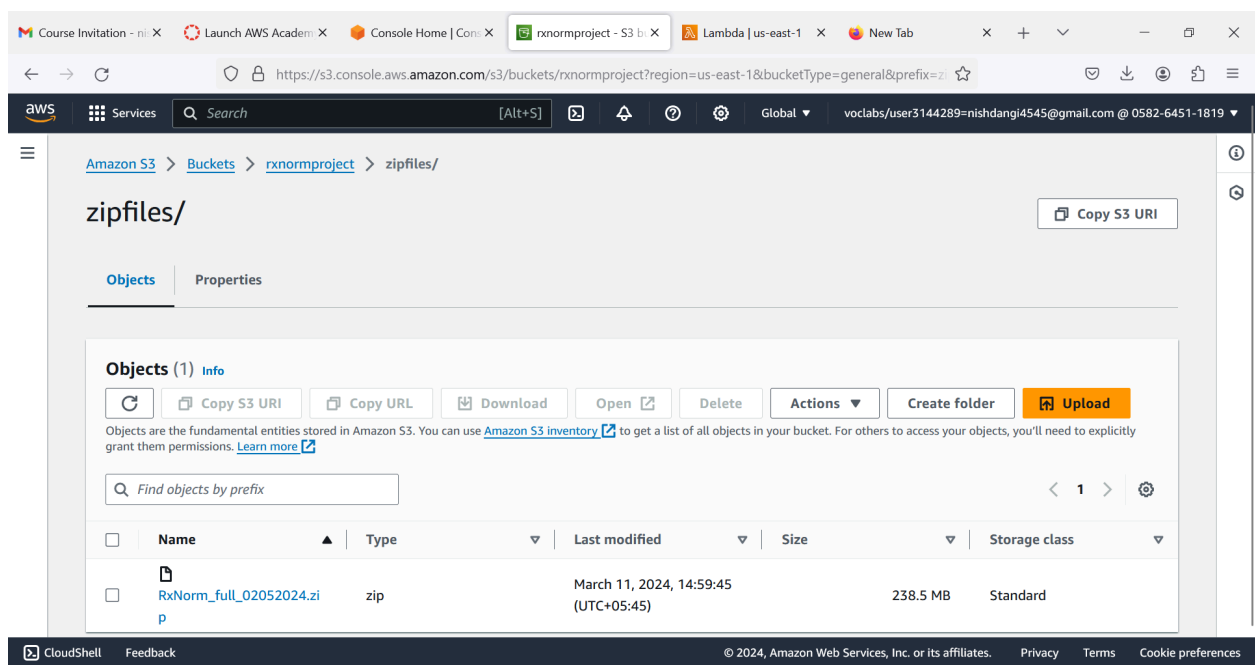 Course Invitation - nis
Launch AWS Academ
Console Home | Cons
rxnormproject - S3 bu
Lambda | us-east-1
New Tab
https://s3.console.aws.amazon.com/s3/buckets/rxnormproject?region=us-east-1&bucketType=general&prefix=zi
aws
Services
Search
[Alt+S]
Global
voclabs/user3144289=nishdangi4545@gmail.com @ 0582-6451-1819
Amazon S3 > Buckets > rxnormproject > zipfiles/
zipfiles/
Copy S3 URI
Objects
Properties
Objects (1) Info
Copy S3 URI
Copy URL
Download
Open
Delete
Actions
Create folder
Upload
Objects are the fundamental entities stored in Amazon S3. You can use Amazon S3 inventory to get a list of all objects in your bucket. For others to access your objects, you'll need to explicitly
grant them permissions. Learn more
Find objects by prefix
1
Name
Type
Last modified
Size
Storage class
RxNorm_full_02052024.zi
p
zip
March 11, 2024, 14:59:45
(UTC+05:45)
238.5 MB
Standard
CloudShell
Feedback
© 2024, Amazon Web Services, Inc. or its affiliates.
Privacy
Terms
Cookie preferences